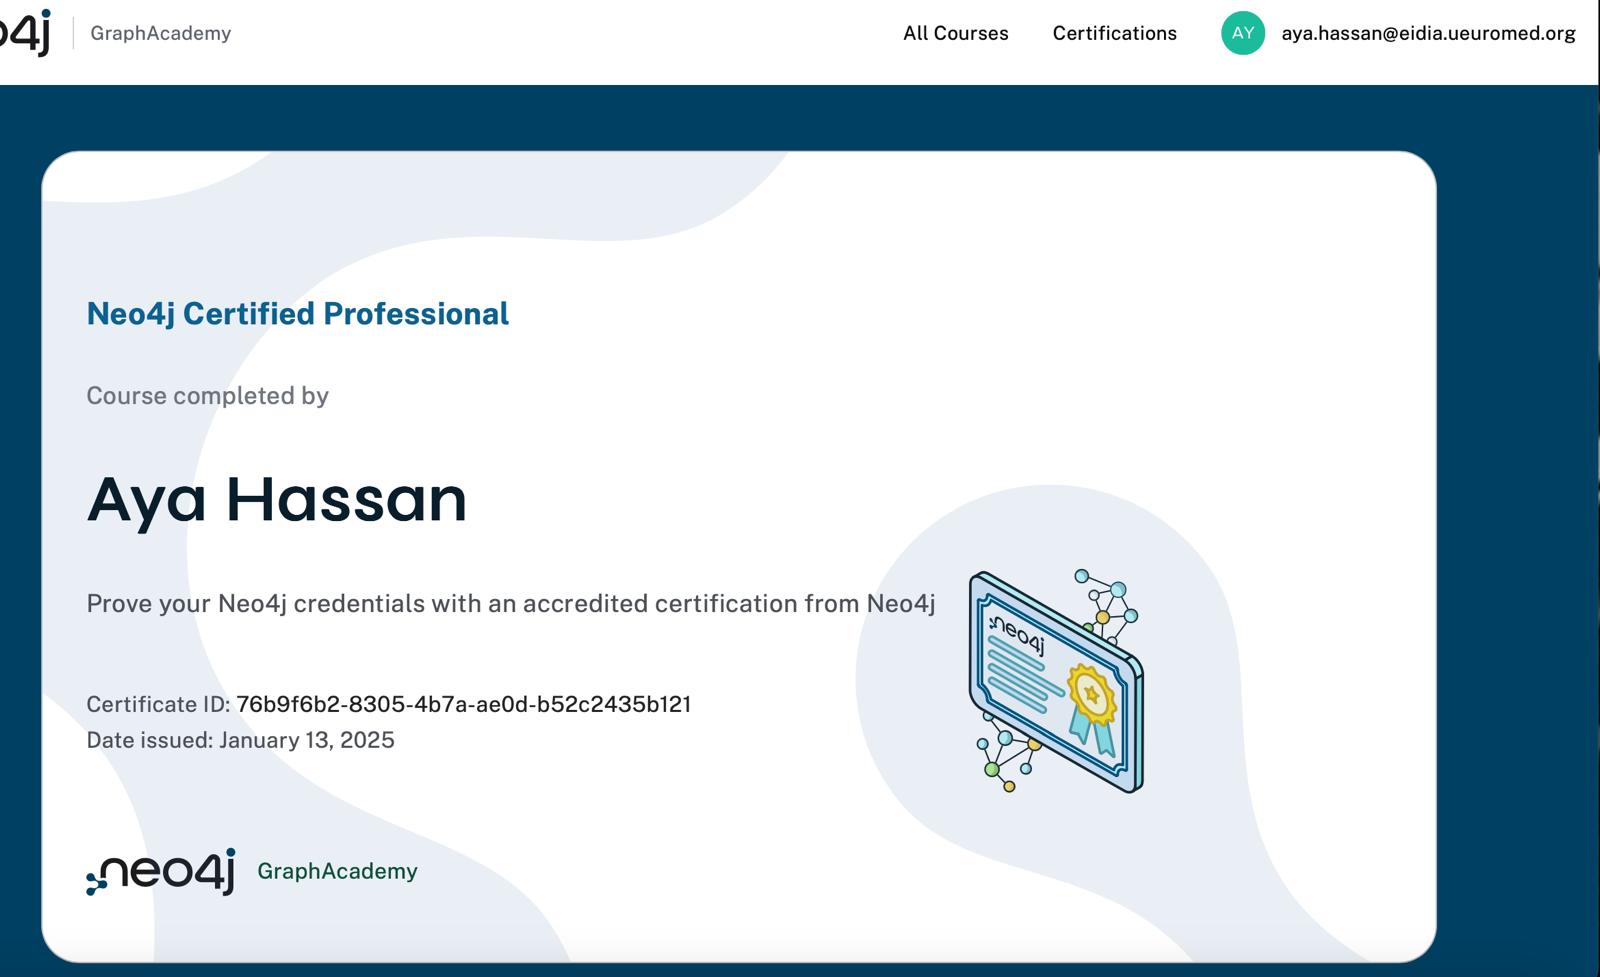 o4j GraphAcademy All Courses Certifications AY aya.hassan@eidia.ueuromed.org
Neo4j Certified Professional
Course completed by
Aya Hassan
Prove your Neo4j credentials with an accredited certification from Neo4j
neo4j
Certificate ID: 76b9f6b2-8305-4b7a-ae0d-b52c2435b121
Date issued: January 13, 2025
neo4j GraphAcademy